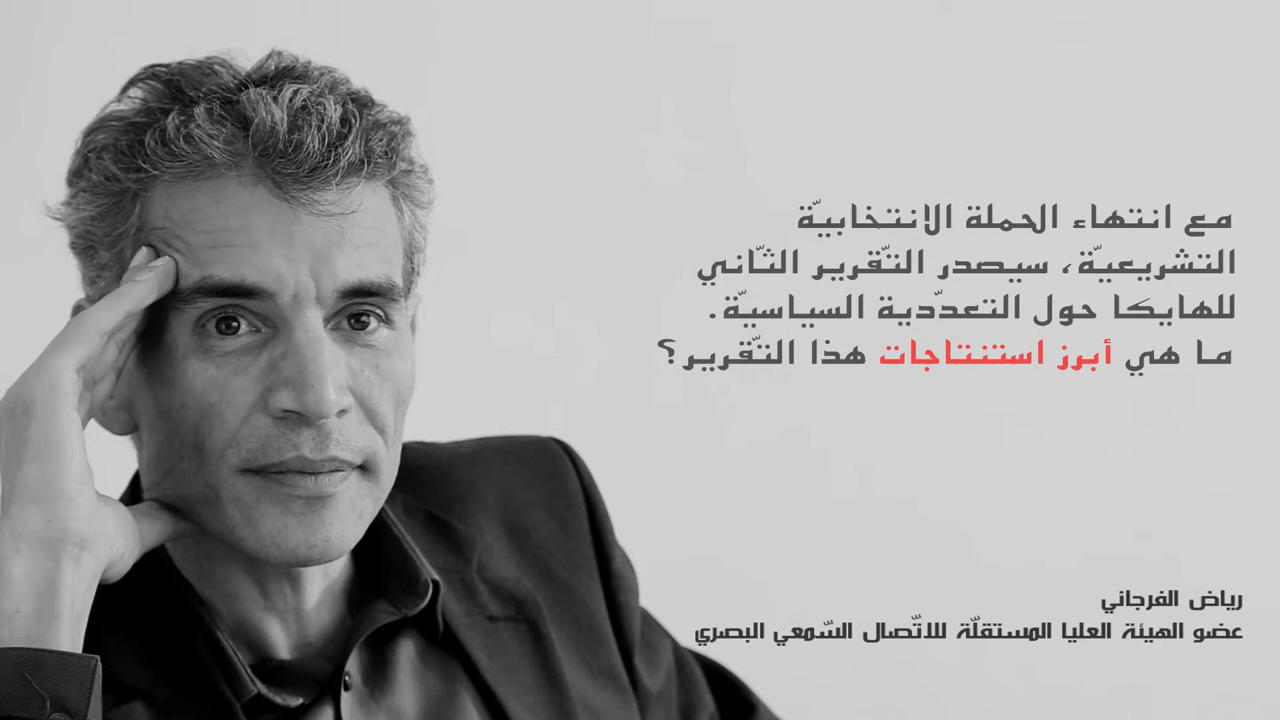 مع انتهاء الحملة الانتخابيّة
التشريعيّة، سيصدر التّقرير الثّاني
للهايكا حول التعدّدية السياسيّة.
ما هي أبرز استنتاجات هذا التّقرير؟
رياض الفرجاني
عضو الهيئة العليا المستقلّة للاتّصال السّمعي البصري